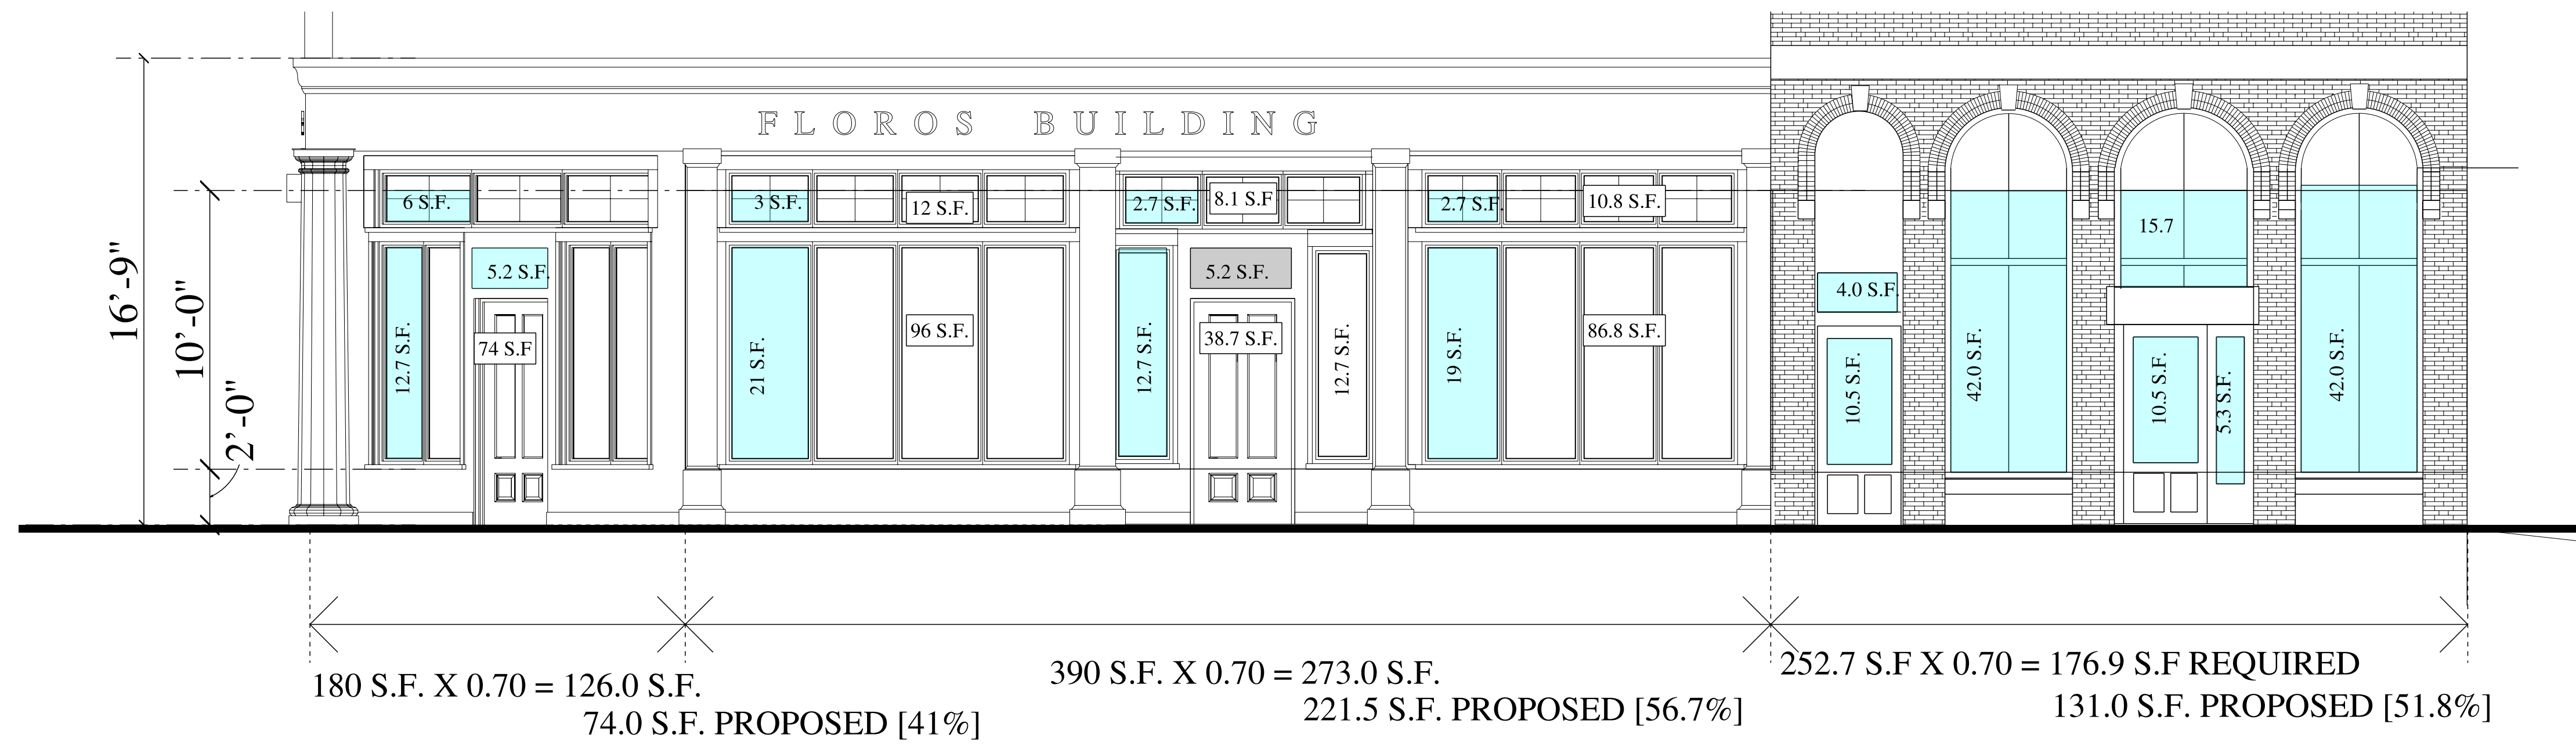 FLOROS BUILDING
16'-9"
10'-0"
2'-0"
6 S.F.
3 S.F.
12 S.F.
2.7 S.F.
8.1 S.F
2.7 S.F.
10.8 S.F.
15.7
5.2 S.F.
5.2 S.F.
4.0 S.F.
12.7 S.F.
74 S.F
21 S.F.
96 S.F.
12.7 S.F.
38.7 S.F.
12.7 S.F.
19 S.F.
86.8 S.F.
10.5 S.F.
42.0 S.F.
10.5 S.F.
5.3 S.F.
42.0 S.F.
180 S.F. X 0.70 = 126.0 S.F.
74.0 S.F. PROPOSED [41%]
390 S.F. X 0.70 = 273.0 S.F.
221.5 S.F. PROPOSED [56.7%]
252.7 S.F X 0.70 = 176.9 S.F REQUIRED
131.0 S.F. PROPOSED [51.8%]